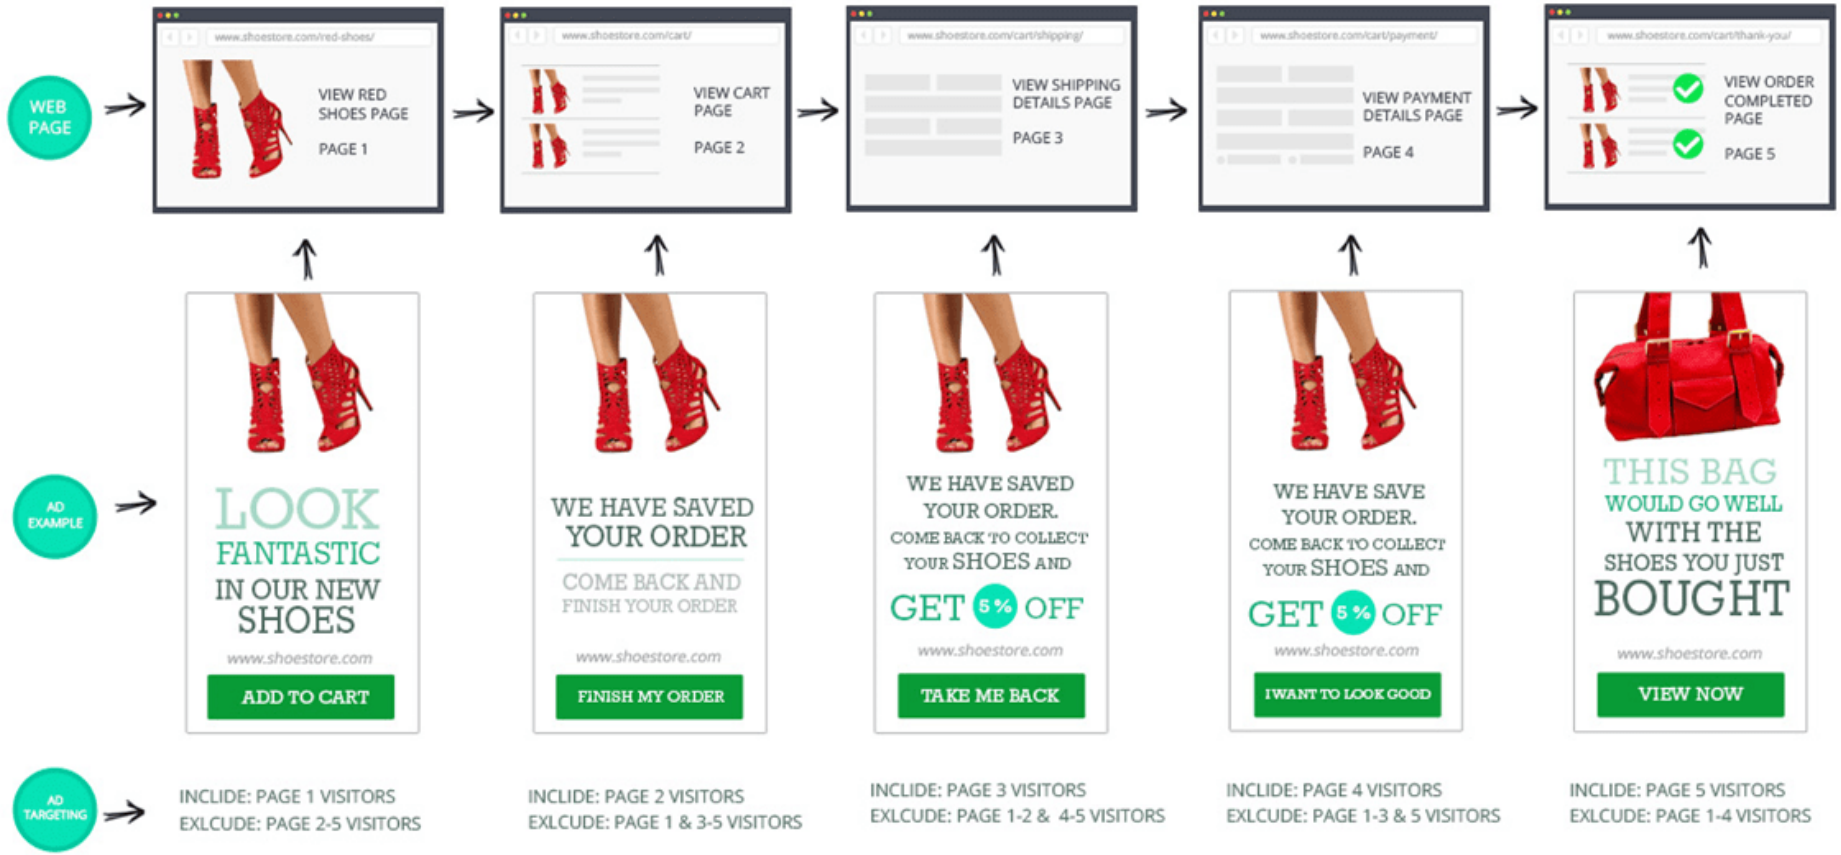 WEB
PAGE
www.shoestore.com/red-shoes/
VIEW RED
SHOES PAGE
PAGE 1
www.shoestore.com/cart/
VIEW CART
PAGE
PAGE 2
www.shoestore.com/cart/shipping/
VIEW SHIPPING
DETAILS PAGE
PAGE 3
www.shoestore.com/cart/payment/
VIEW PAYMENT
DETAILS PAGE
PAGE 4
www.shoestore.com/cart/thank-you/
VIEW ORDER
COMPLETED
PAGE
PAGE 5
AD
EXAMPLE
LOOK
FANTASTIC
IN OUR NEW
SHOES
www.shoestore.com
ADD TO CART
WE HAVE SAVED
YOUR ORDER
COME BACK AND
FINISH YOUR ORDER
www.shoestore.com
FINISH MY ORDER
WE HAVE SAVED
YOUR ORDER.
COME BACK TO COLLECT
YOUR SHOES AND
GET 5% OFF
www.shoestore.com
TAKE ME BACK
WE HAVE SAVE
YOUR ORDER.
COME BACK TO COLLECT
YOUR SHOES AND
GET 5% OFF
www.shoestore.com
I WANT TO LOOK GOOD
THIS BAG
WOULD GO WELL
WITH THE
SHOES YOU JUST
BOUGHT
www.shoestore.com
VIEW NOW
AD
TARGETING
INCLIDE: PAGE 1 VISITORS
EXLCUDE: PAGE 2-5 VISITORS
INCLIDE: PAGE 2 VISITORS
EXLCUDE: PAGE 1 & 3-5 VISITORS
INCLIDE: PAGE 3 VISITORS
EXLCUDE: PAGE 1-2 & 4-5 VISITORS
INCLIDE: PAGE 4 VISITORS
EXLCUDE: PAGE 1-3 & 5 VISITORS
INCLIDE: PAGE 5 VISITORS
EXLCUDE: PAGE 1-4 VISITORS